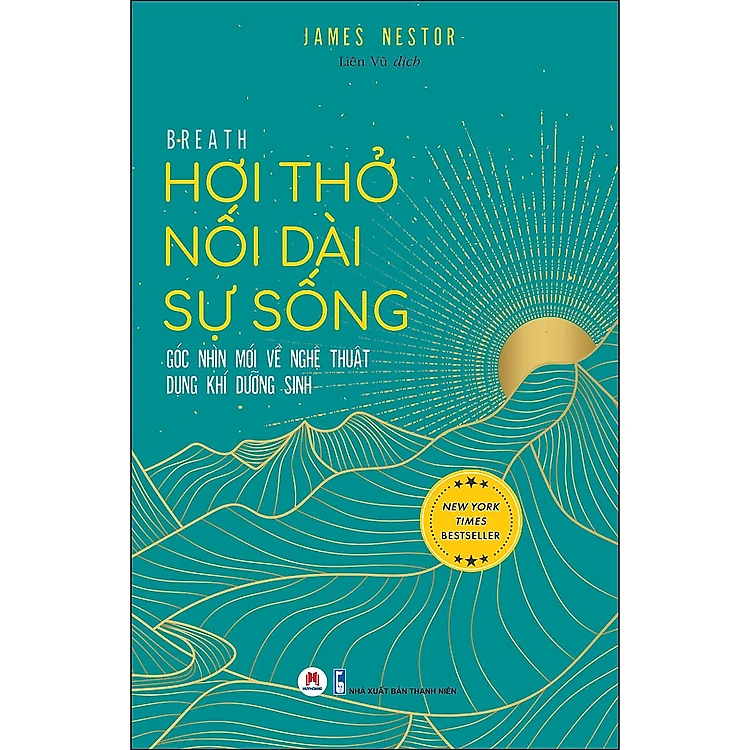 JAMES NESTOR
Liên Vũ dịch
BREATH
HƠI THỞ
NỐI DÀI
SỰ SỐNG
GÓC NHÌN MỚI VỀ NGHỆ THUẬT
DỤNG KHÍ DƯỠNG SINH
NEW YORK
TIMES
BESTSELLER
HUYHOANG
NHÀ XUẤT BẢN THANH NIÊN